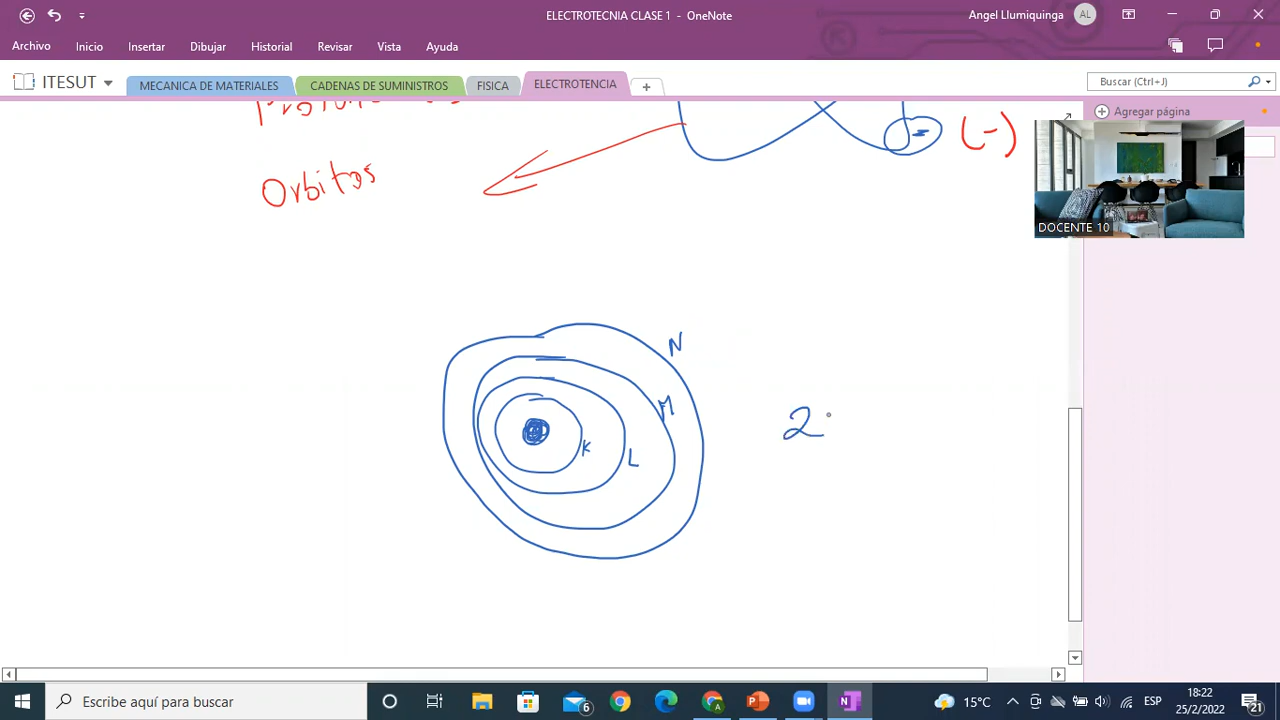 ELECTROTECNIA CLASE 1 - OneNote
Angel Llumiquinga AL
Archivo Inicio Insertar Dibujar Historial Revisar Vista Ayuda
ITESUT MECANICA DE MATERIALES CADENAS DE SUMINISTROS FISICA ELECTROTENCIA
Buscar (Ctrl+J)
Agregar página
(-)
Orbitos
DOCENTE 10
N
M
K
L
2
Escribe aquí para buscar
6
15°C
ESP
18:22
25/2/2022
21